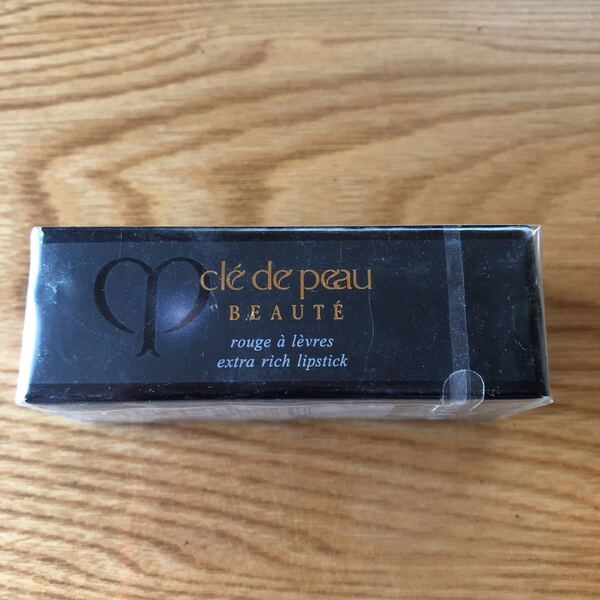 clé de peau
BEAUTÉ
rouge à lèvres
extra rich lipstick